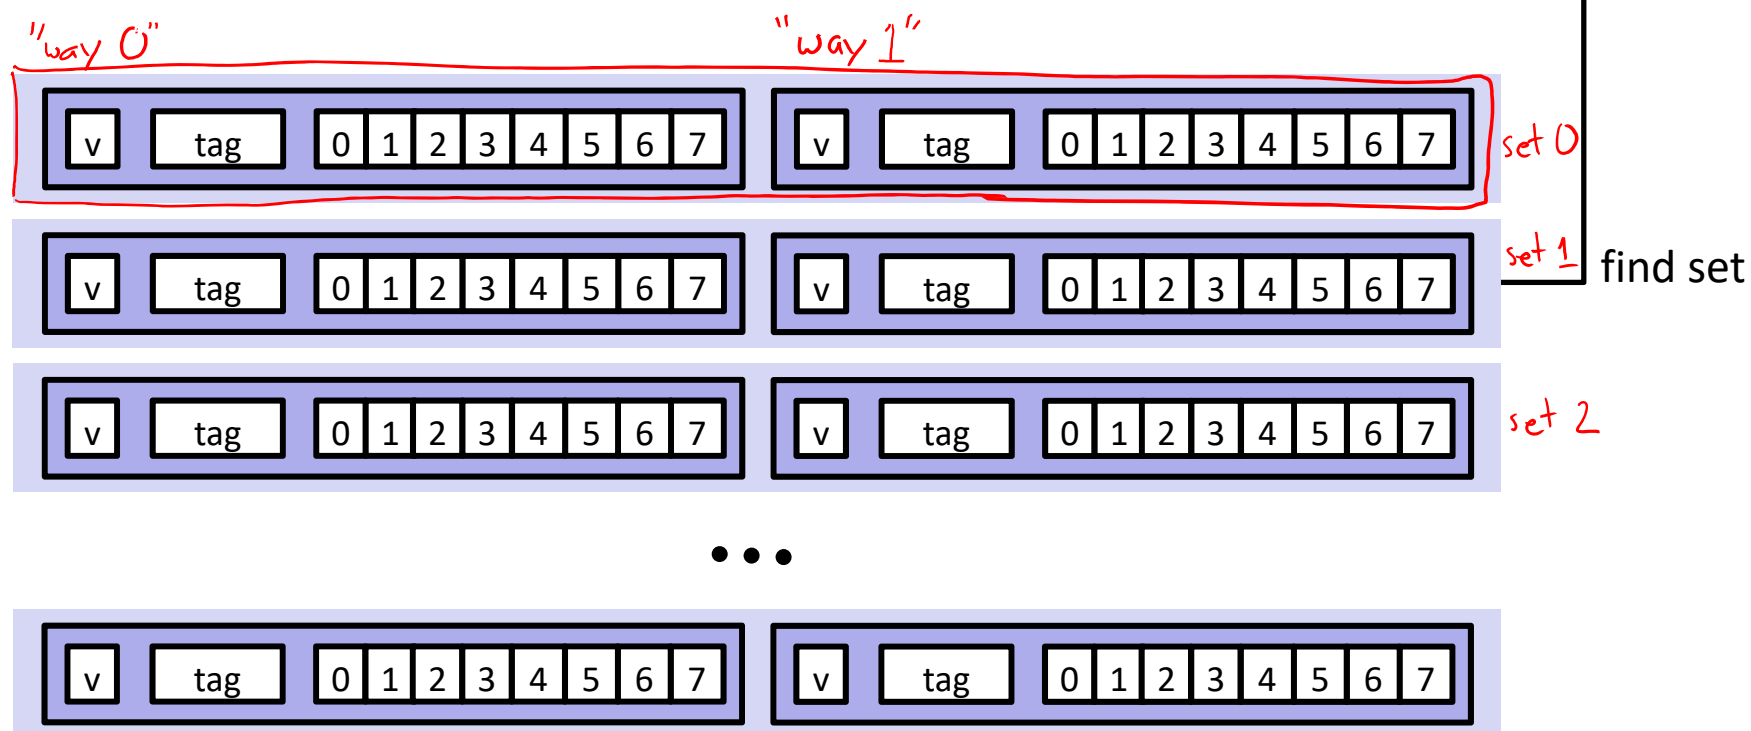 "way 0" "way 1"
v tag 0 1 2 3 4 5 6 7 v tag 0 1 2 3 4 5 6 7 set 0
v tag 0 1 2 3 4 5 6 7 v tag 0 1 2 3 4 5 6 7 set 1 find set
v tag 0 1 2 3 4 5 6 7 v tag 0 1 2 3 4 5 6 7 set 2
...
v tag 0 1 2 3 4 5 6 7 v tag 0 1 2 3 4 5 6 7